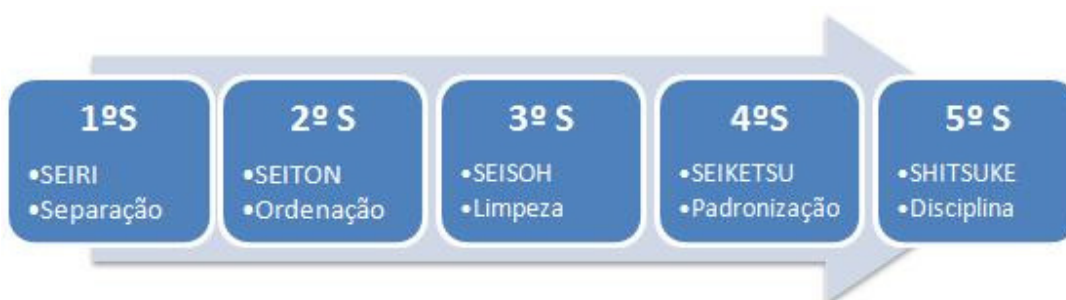 1ºS
•SEIRI
•Separação
2º S
•SEITON
•Ordenação
3º S
•SEISOH
•Limpeza
4ºS
•SEIKETSU
•Padronização
5º S
•SHITSUKE
•Disciplina